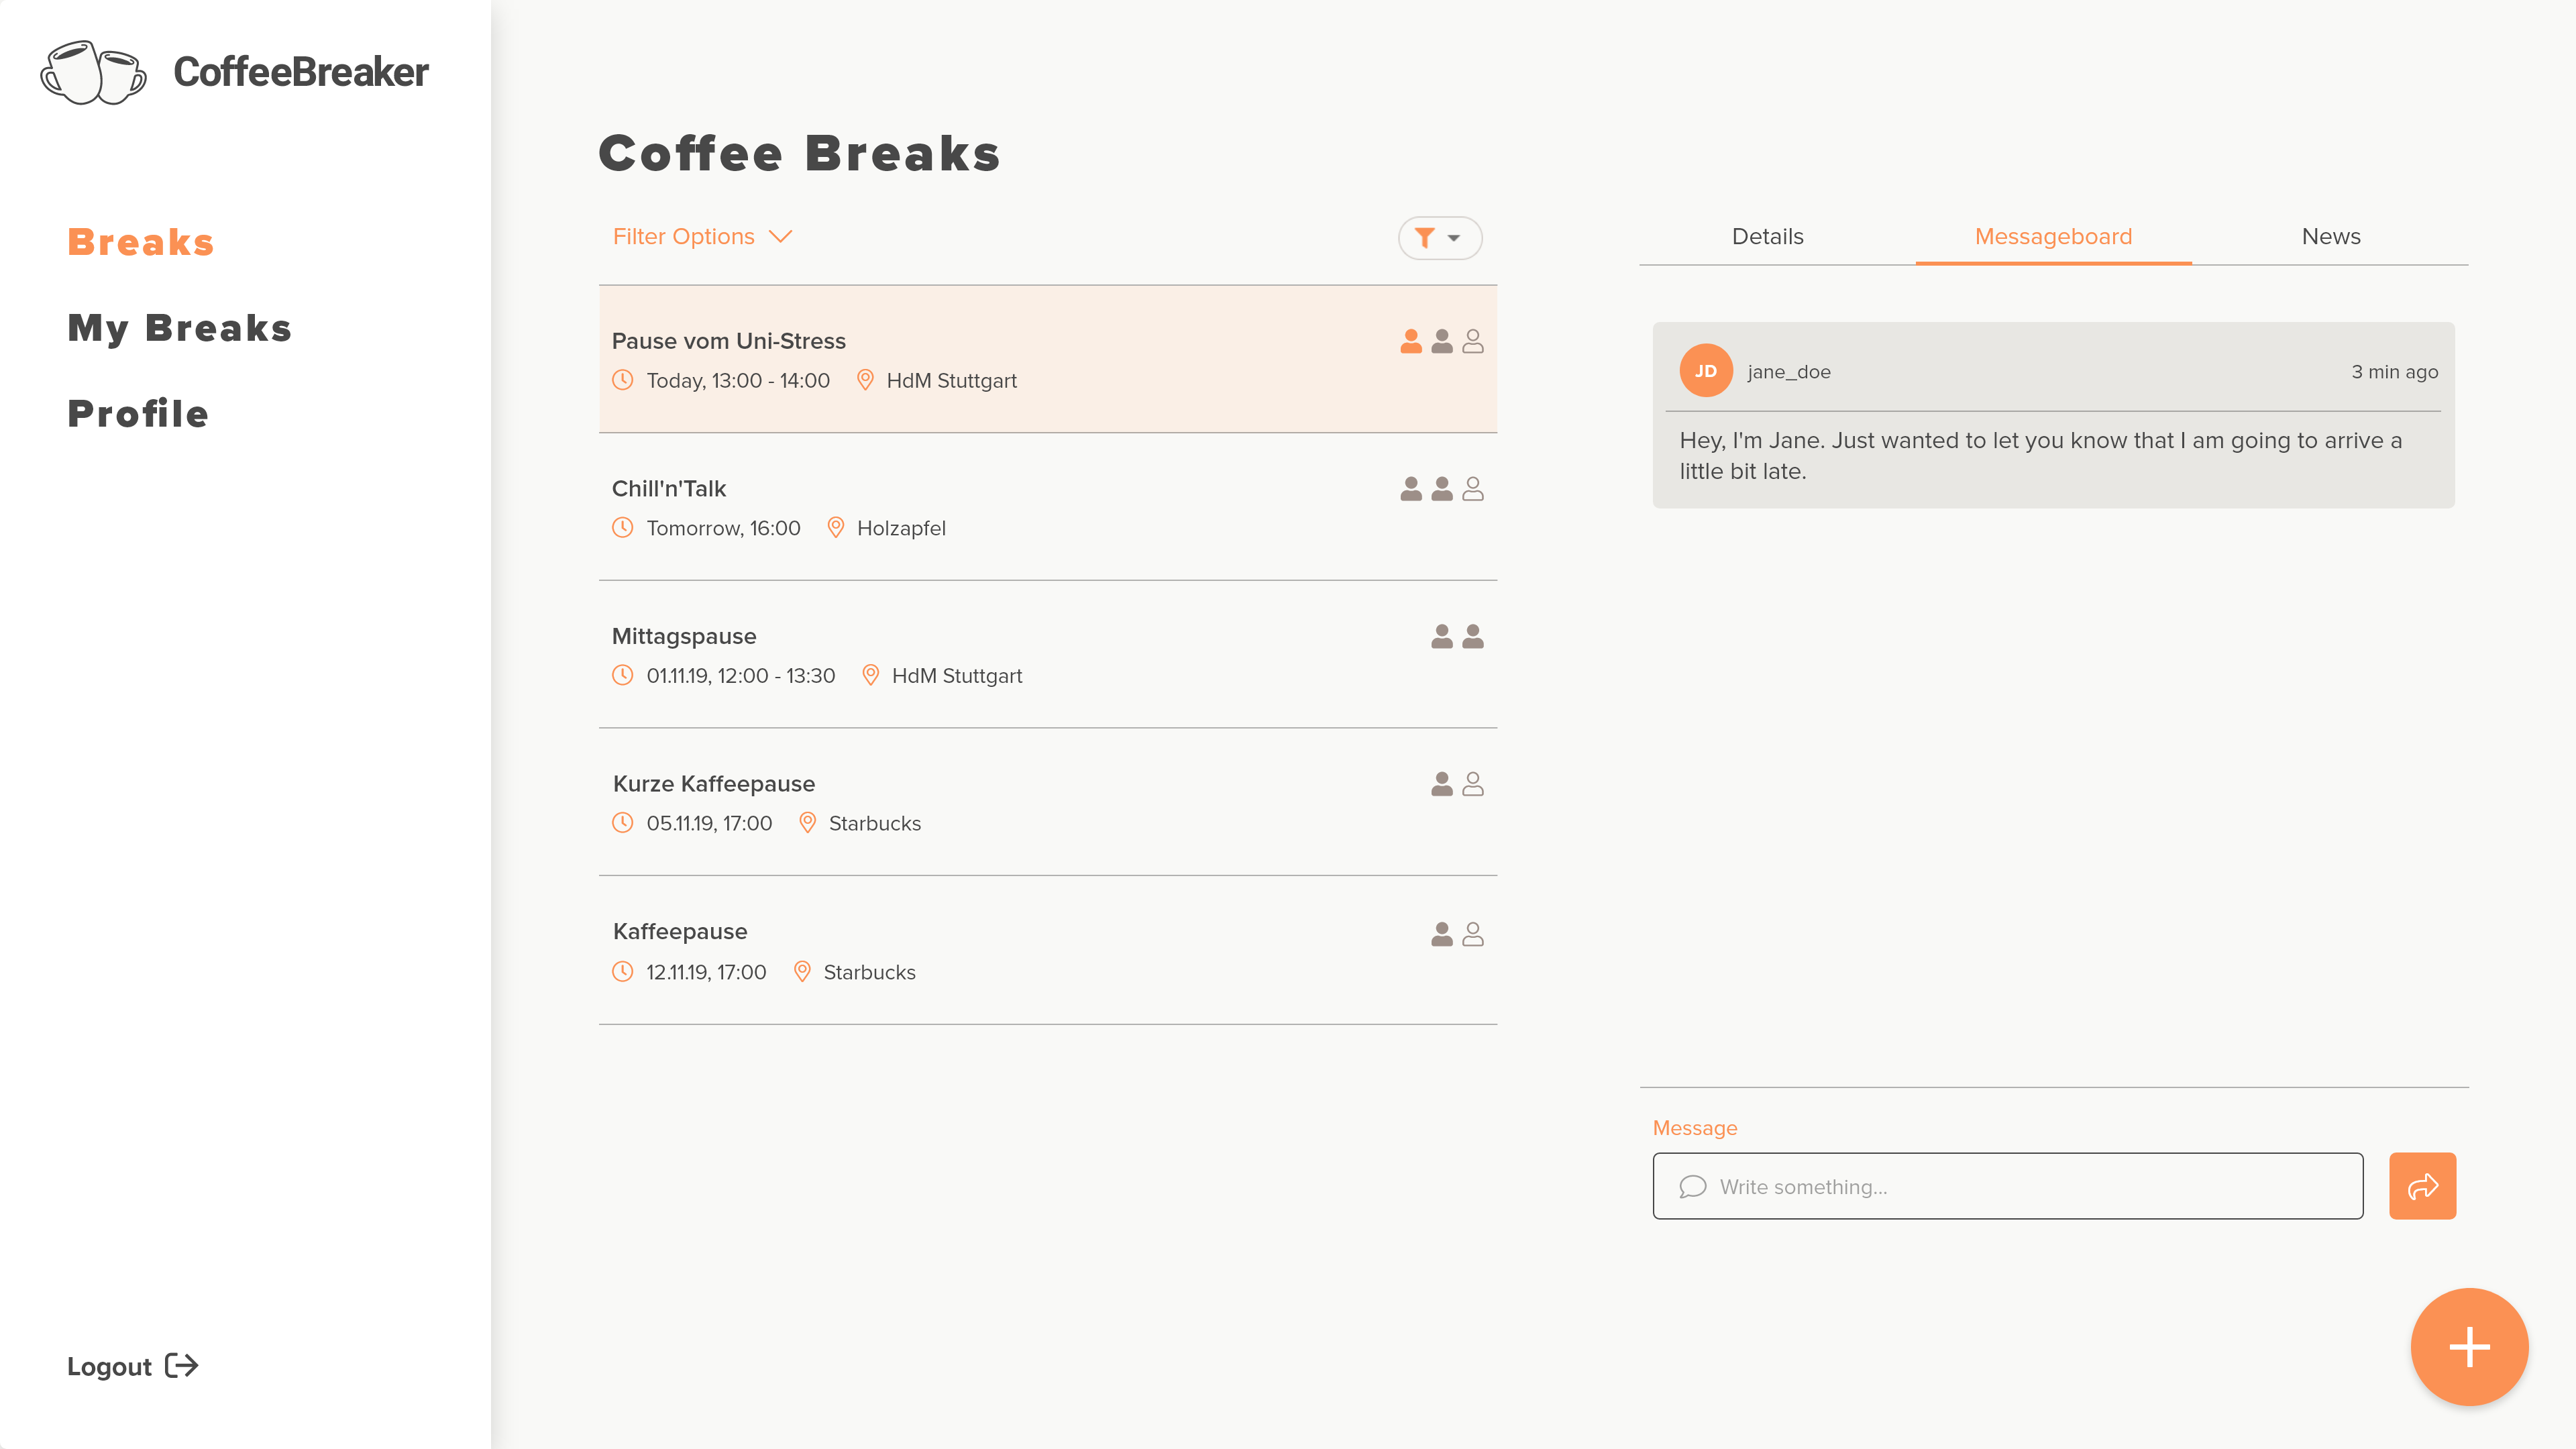 CoffeeBreaker
Breaks
My Breaks
Profile
Logout
Coffee Breaks
Filter Options
Pause vom Uni-Stress
Today, 13:00 - 14:00 HdM Stuttgart
Chill'n'Talk
Tomorrow, 16:00 Holzapfel
Mittagspause
01.11.19, 12:00 - 13:30 HdM Stuttgart
Kurze Kaffeepause
05.11.19, 17:00 Starbucks
Kaffeepause
12.11.19, 17:00 Starbucks
Details Messageboard News
JD jane_doe 3 min ago
Hey, I'm Jane. Just wanted to let you know that I am going to arrive a
little bit late.
Message
Write something...